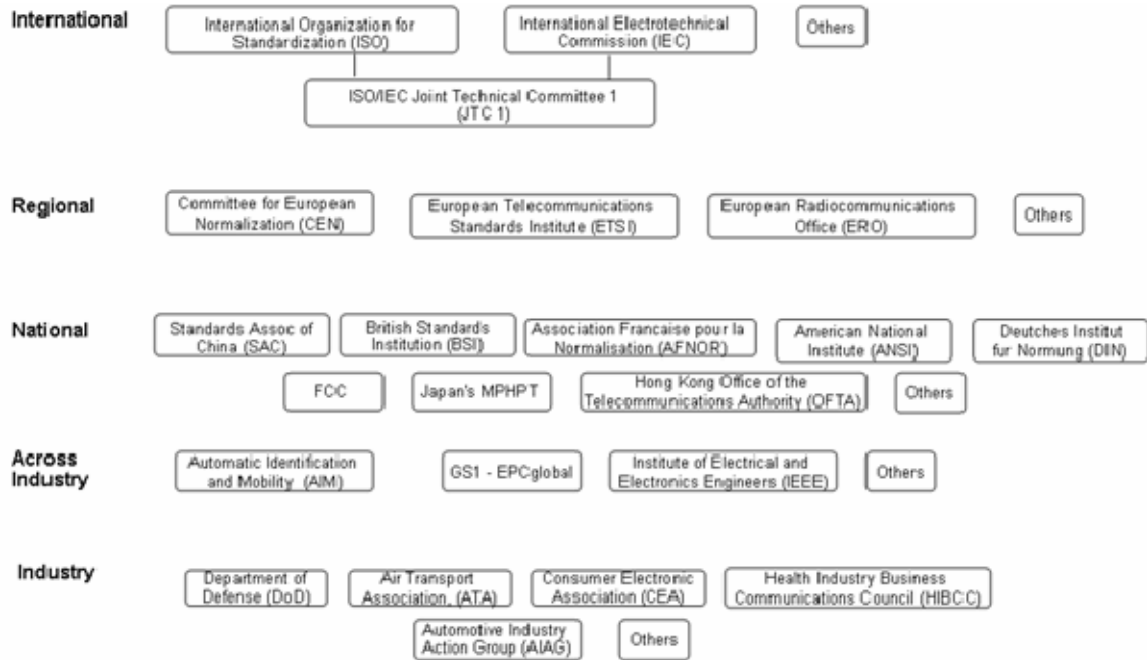 International
International Organization for
Standardization (ISO)
International Electrotechnical
Commission (IEC)
Others
ISO/IEC Joint Technical Committee 1
(JTC 1)
Regional
Committee for European
Normalization (CEN)
European Telecommunications
Standards Institute (ETSI)
European Radiocommunications
Office (ERO)
Others
National
Standards Assoc of
China (SAC)
British Standards
Institution (BSI)
Association Francaise pour la
Normalisation (AFNOR)
American National
Institute (ANSI)
Deutches Institut
fur Normung (DIN)
FCC
Japan's MPHPT
Hong Kong Office of the
Telecommunications Authority (OFTA)
Others
Across
Industry
Automatic Identification
and Mobility (AIM)
GS1 - EPCglobal
Institute of Electrical and
Electronics Engineers (IEEE)
Others
Industry
Department of
Defense (DoD)
Air Transport
Association, (ATA)
Consumer Electronic
Association (CEA)
Health Industry Business
Communications Council (HIBCC)
Automotive Industry
Action Group (AIAG)
Others